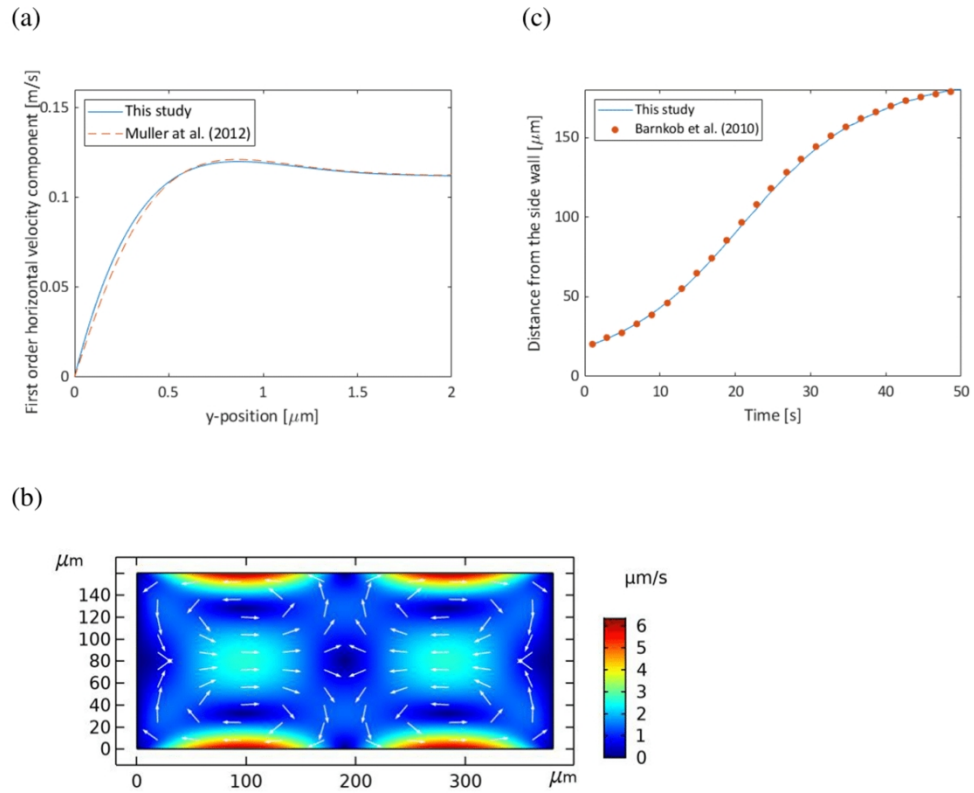 (a)
First order horizontal velocity component [m/s]
0.15
0.1
0.05
0
This study
Muller at al. (2012)
0 0.5 1 1.5 2
y-position [μm]
(c)
Distance from the side wall [μm]
150
100
50
0
This study
Barnkob et al. (2010)
0 10 20 30 40 50
Time [s]
(b)
μm
140
120
100
80
60
40
20
0
0 100 200 300 μm
μm/s
6
5
4
3
2
1
0